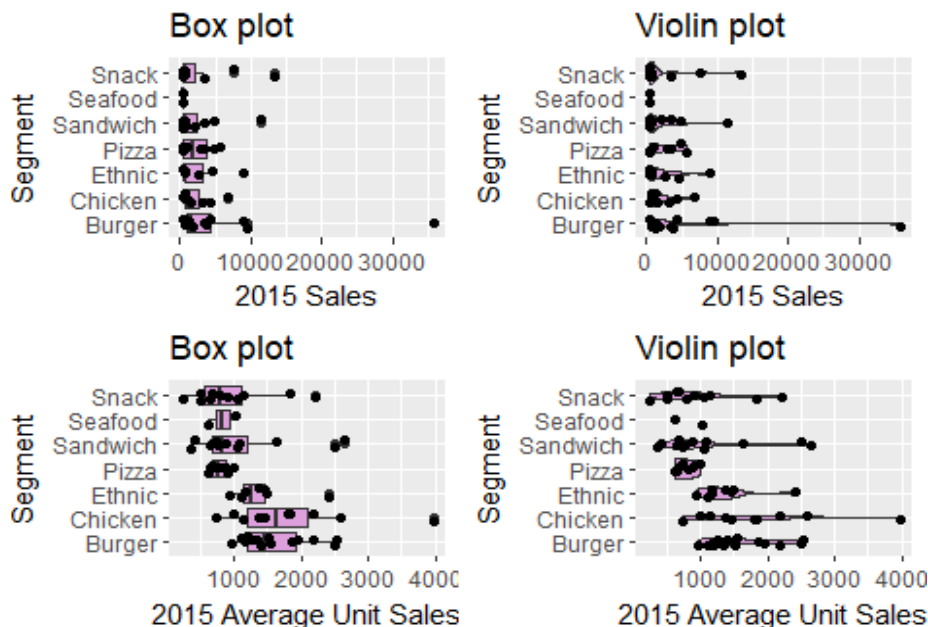 Box plot
Segment
Snack
Seafood
Sandwich
Pizza
Ethnic
Chicken
Burger
0 10000 20000 30000
2015 Sales
Violin plot
Segment
Snack
Seafood
Sandwich
Pizza
Ethnic
Chicken
Burger
0 10000 20000 30000
2015 Sales
Box plot
Segment
Snack
Seafood
Sandwich
Pizza
Ethnic
Chicken
Burger
1000 2000 3000 4000
2015 Average Unit Sales
Violin plot
Segment
Snack
Seafood
Sandwich
Pizza
Ethnic
Chicken
Burger
1000 2000 3000 4000
2015 Average Unit Sales